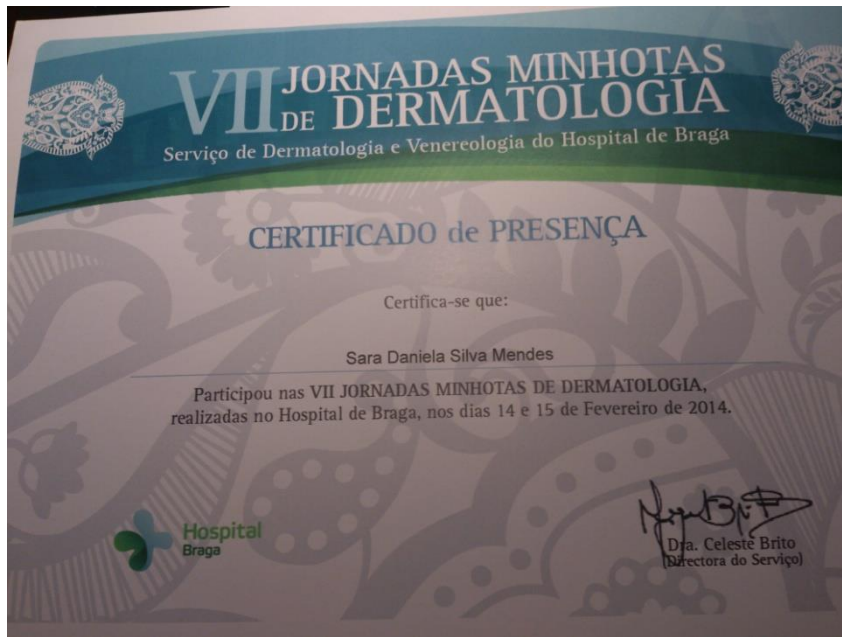 VII JORNADAS MINHOTAS
DE DERMATOLOGIA
Serviço de Dermatologia e Venereologia do Hospital de Braga
CERTIFICADO de PRESENÇA
Certifica-se que:
Sara Daniela Silva Mendes
Participou nas VII JORNADAS MINHOTAS DE DERMATOLOGIA,
realizadas no Hospital de Braga, nos dias 14 e 15 de Fevereiro de 2014.
Hospital
Braga
Dra. Celeste Brito
(Directora do Serviço)